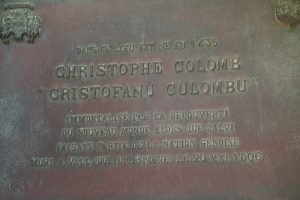 DANS CE LIEU EST NE EN 1436
CHRISTOPHE COLOMB
"CRISTOFANU CULOMBU"
IMMORTALISE PAR LA DECOUVERTE
DU NOUVEAU MONDE ALORS QUE CALVI
FAISAIT PARTIE DE LA NATION GENOISE
MORT A VALLADOLID (ESPAGNE) LE 20 MAI 1506